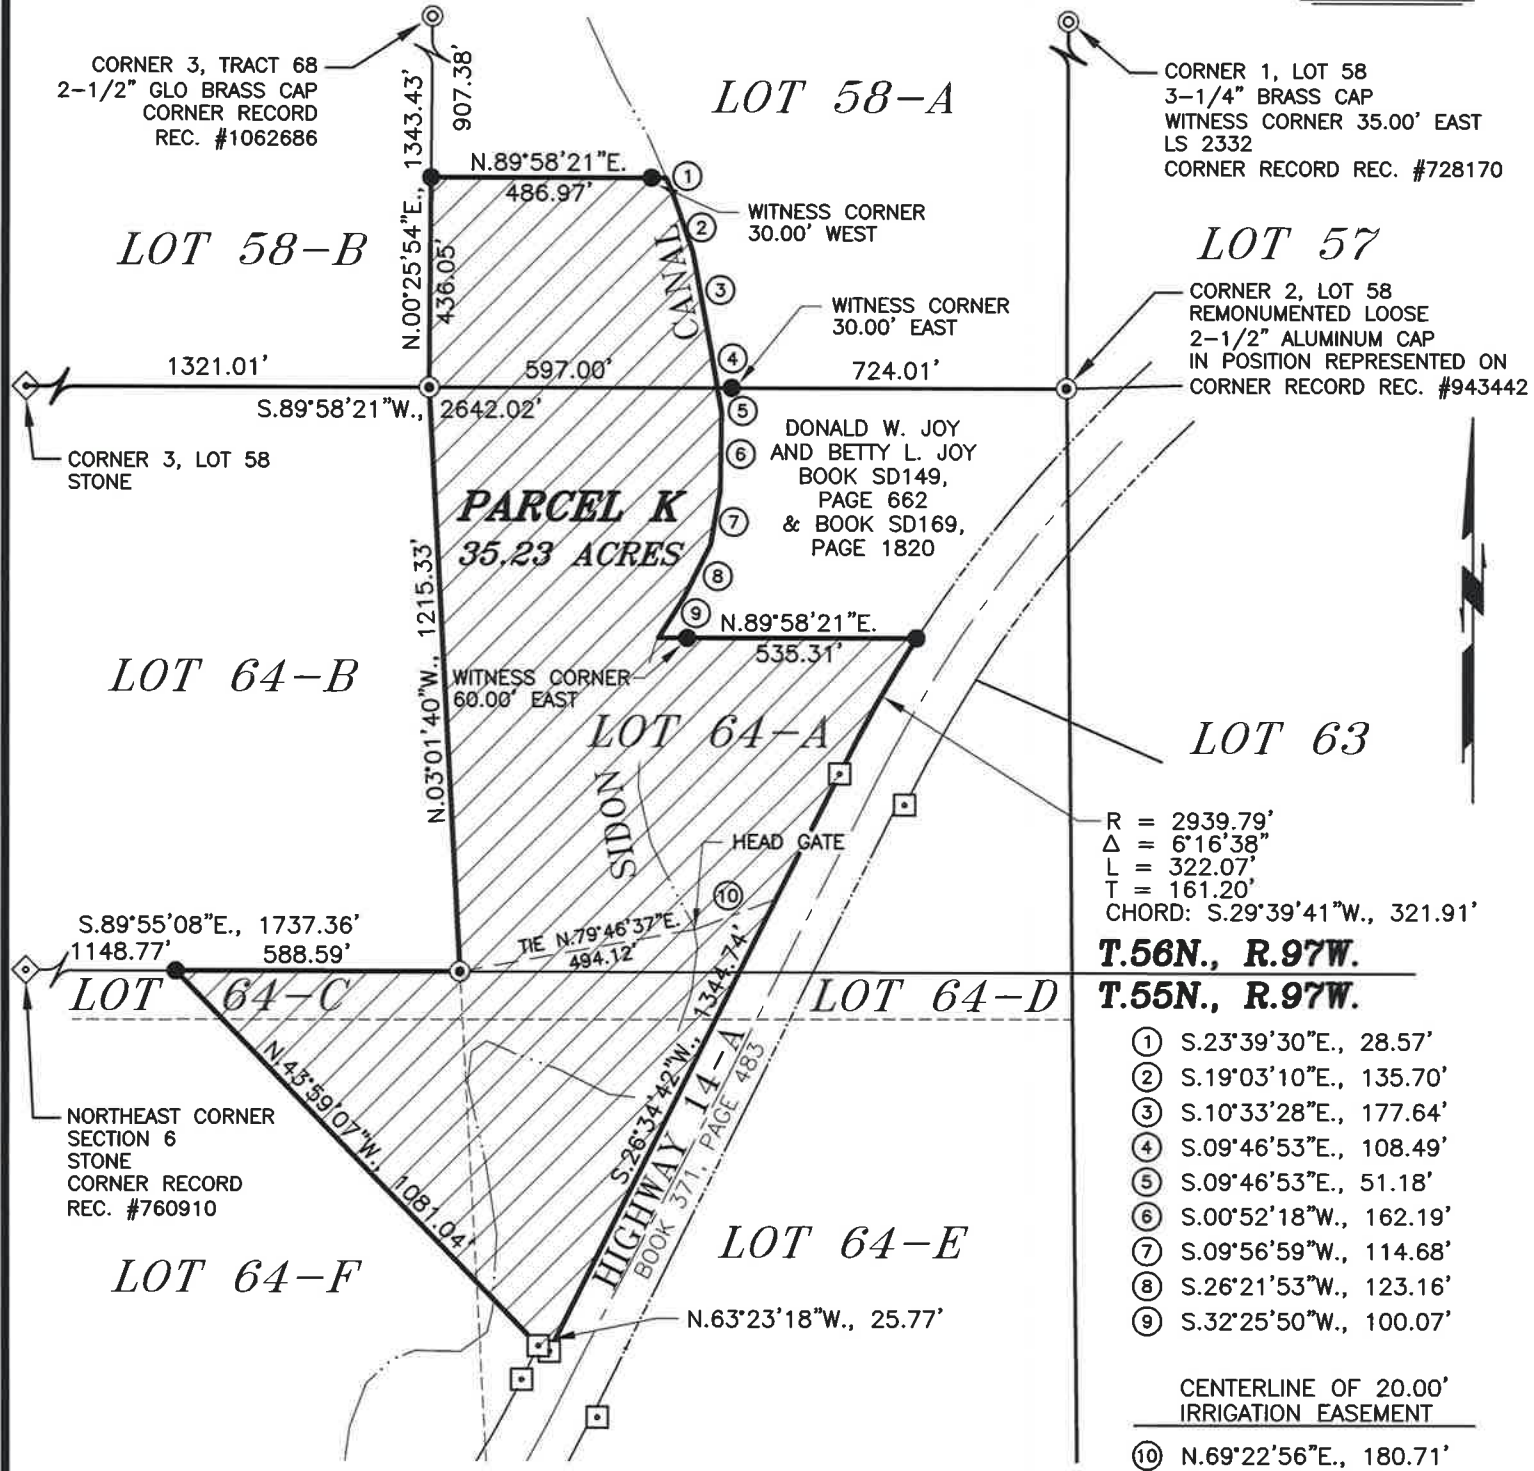 CORNER 3, TRACT 68
2-1/2" GLO BRASS CAP
CORNER RECORD
REC. #1062686
1343.43'
907.38'
LOT 58-A
CORNER 1, LOT 58
3-1/4" BRASS CAP
WITNESS CORNER 35.00' EAST
LS 2332
CORNER RECORD REC. #728170
N.89°58'21"E.
486.97'
1
WITNESS CORNER
30.00' WEST
2
LOT 58-B
N.00°25'54"E.,
436.05'
CANAL
3
LOT 57
CORNER 2, LOT 58
REMONUMENTED LOOSE
2-1/2" ALUMINUM CAP
IN POSITION REPRESENTED ON
CORNER RECORD REC. #943442
WITNESS CORNER
30.00' EAST
4
1321.01'
597.00'
724.01'
S.89°58'21"W., 2642.02'
5
CORNER 3, LOT 58
STONE
6
DONALD W. JOY
AND BETTY L. JOY
BOOK SD149,
PAGE 662
& BOOK SD169,
PAGE 1820
PARCEL K
35.23 ACRES
7
8
9
N.89°58'21"E.
535.31'
N.03°01'40"W., 1215.33'
LOT 64-B
WITNESS CORNER
60.00' EAST
LOT 64-A
LOT 63
SIDON
HEAD GATE
10
R = 2939.79'
Δ = 6°16'38"
L = 322.07'
T = 161.20'
CHORD: S.29°39'41"W., 321.91'
S.89°55'08"E., 1737.36'
1148.77'
588.59'
TIE N.79°46'37"E.
494.12'
T.56N., R.97W.
T.55N., R.97W.
LOT 64-C
LOT 64-D
S.26°34'42"W., 1344.74'
HIGHWAY 14-A
BOOK 371, PAGE 483
N.43°59'07"W., 1081.04'
NORTHEAST CORNER
SECTION 6
STONE
CORNER RECORD
REC. #760910
LOT 64-F
LOT 64-E
N.63°23'18"W., 25.77'
1 S.23°39'30"E., 28.57'
2 S.19°03'10"E., 135.70'
3 S.10°33'28"E., 177.64'
4 S.09°46'53"E., 108.49'
5 S.09°46'53"E., 51.18'
6 S.00°52'18"W., 162.19'
7 S.09°56'59"W., 114.68'
8 S.26°21'53"W., 123.16'
9 S.32°25'50"W., 100.07'
CENTERLINE OF 20.00'
IRRIGATION EASEMENT
10 N.69°22'56"E., 180.71'